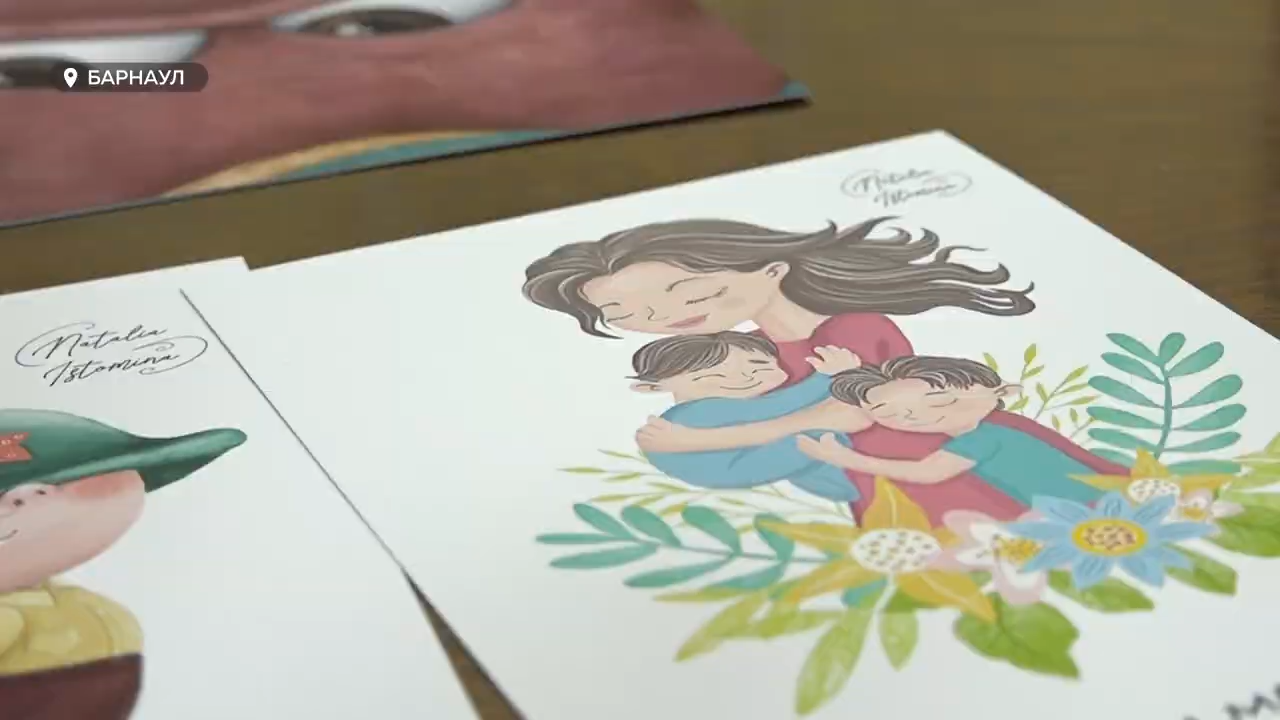 БАРНАУЛ
Natalia
Istomina
Natalia
Istomina